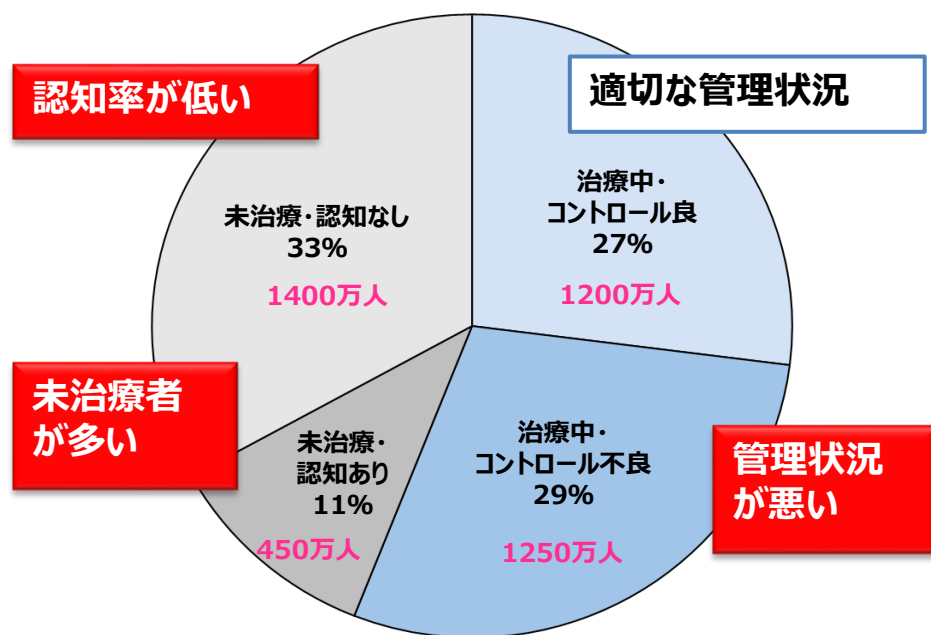 認知率が低い
適切な管理状況
未治療・認知なし
33%
1400万人
治療中・
コントロール良
27%
1200万人
未治療者
が多い
未治療・
認知あり
11%
450万人
治療中・
コントロール不良
29%
1250万人
管理状況
が悪い